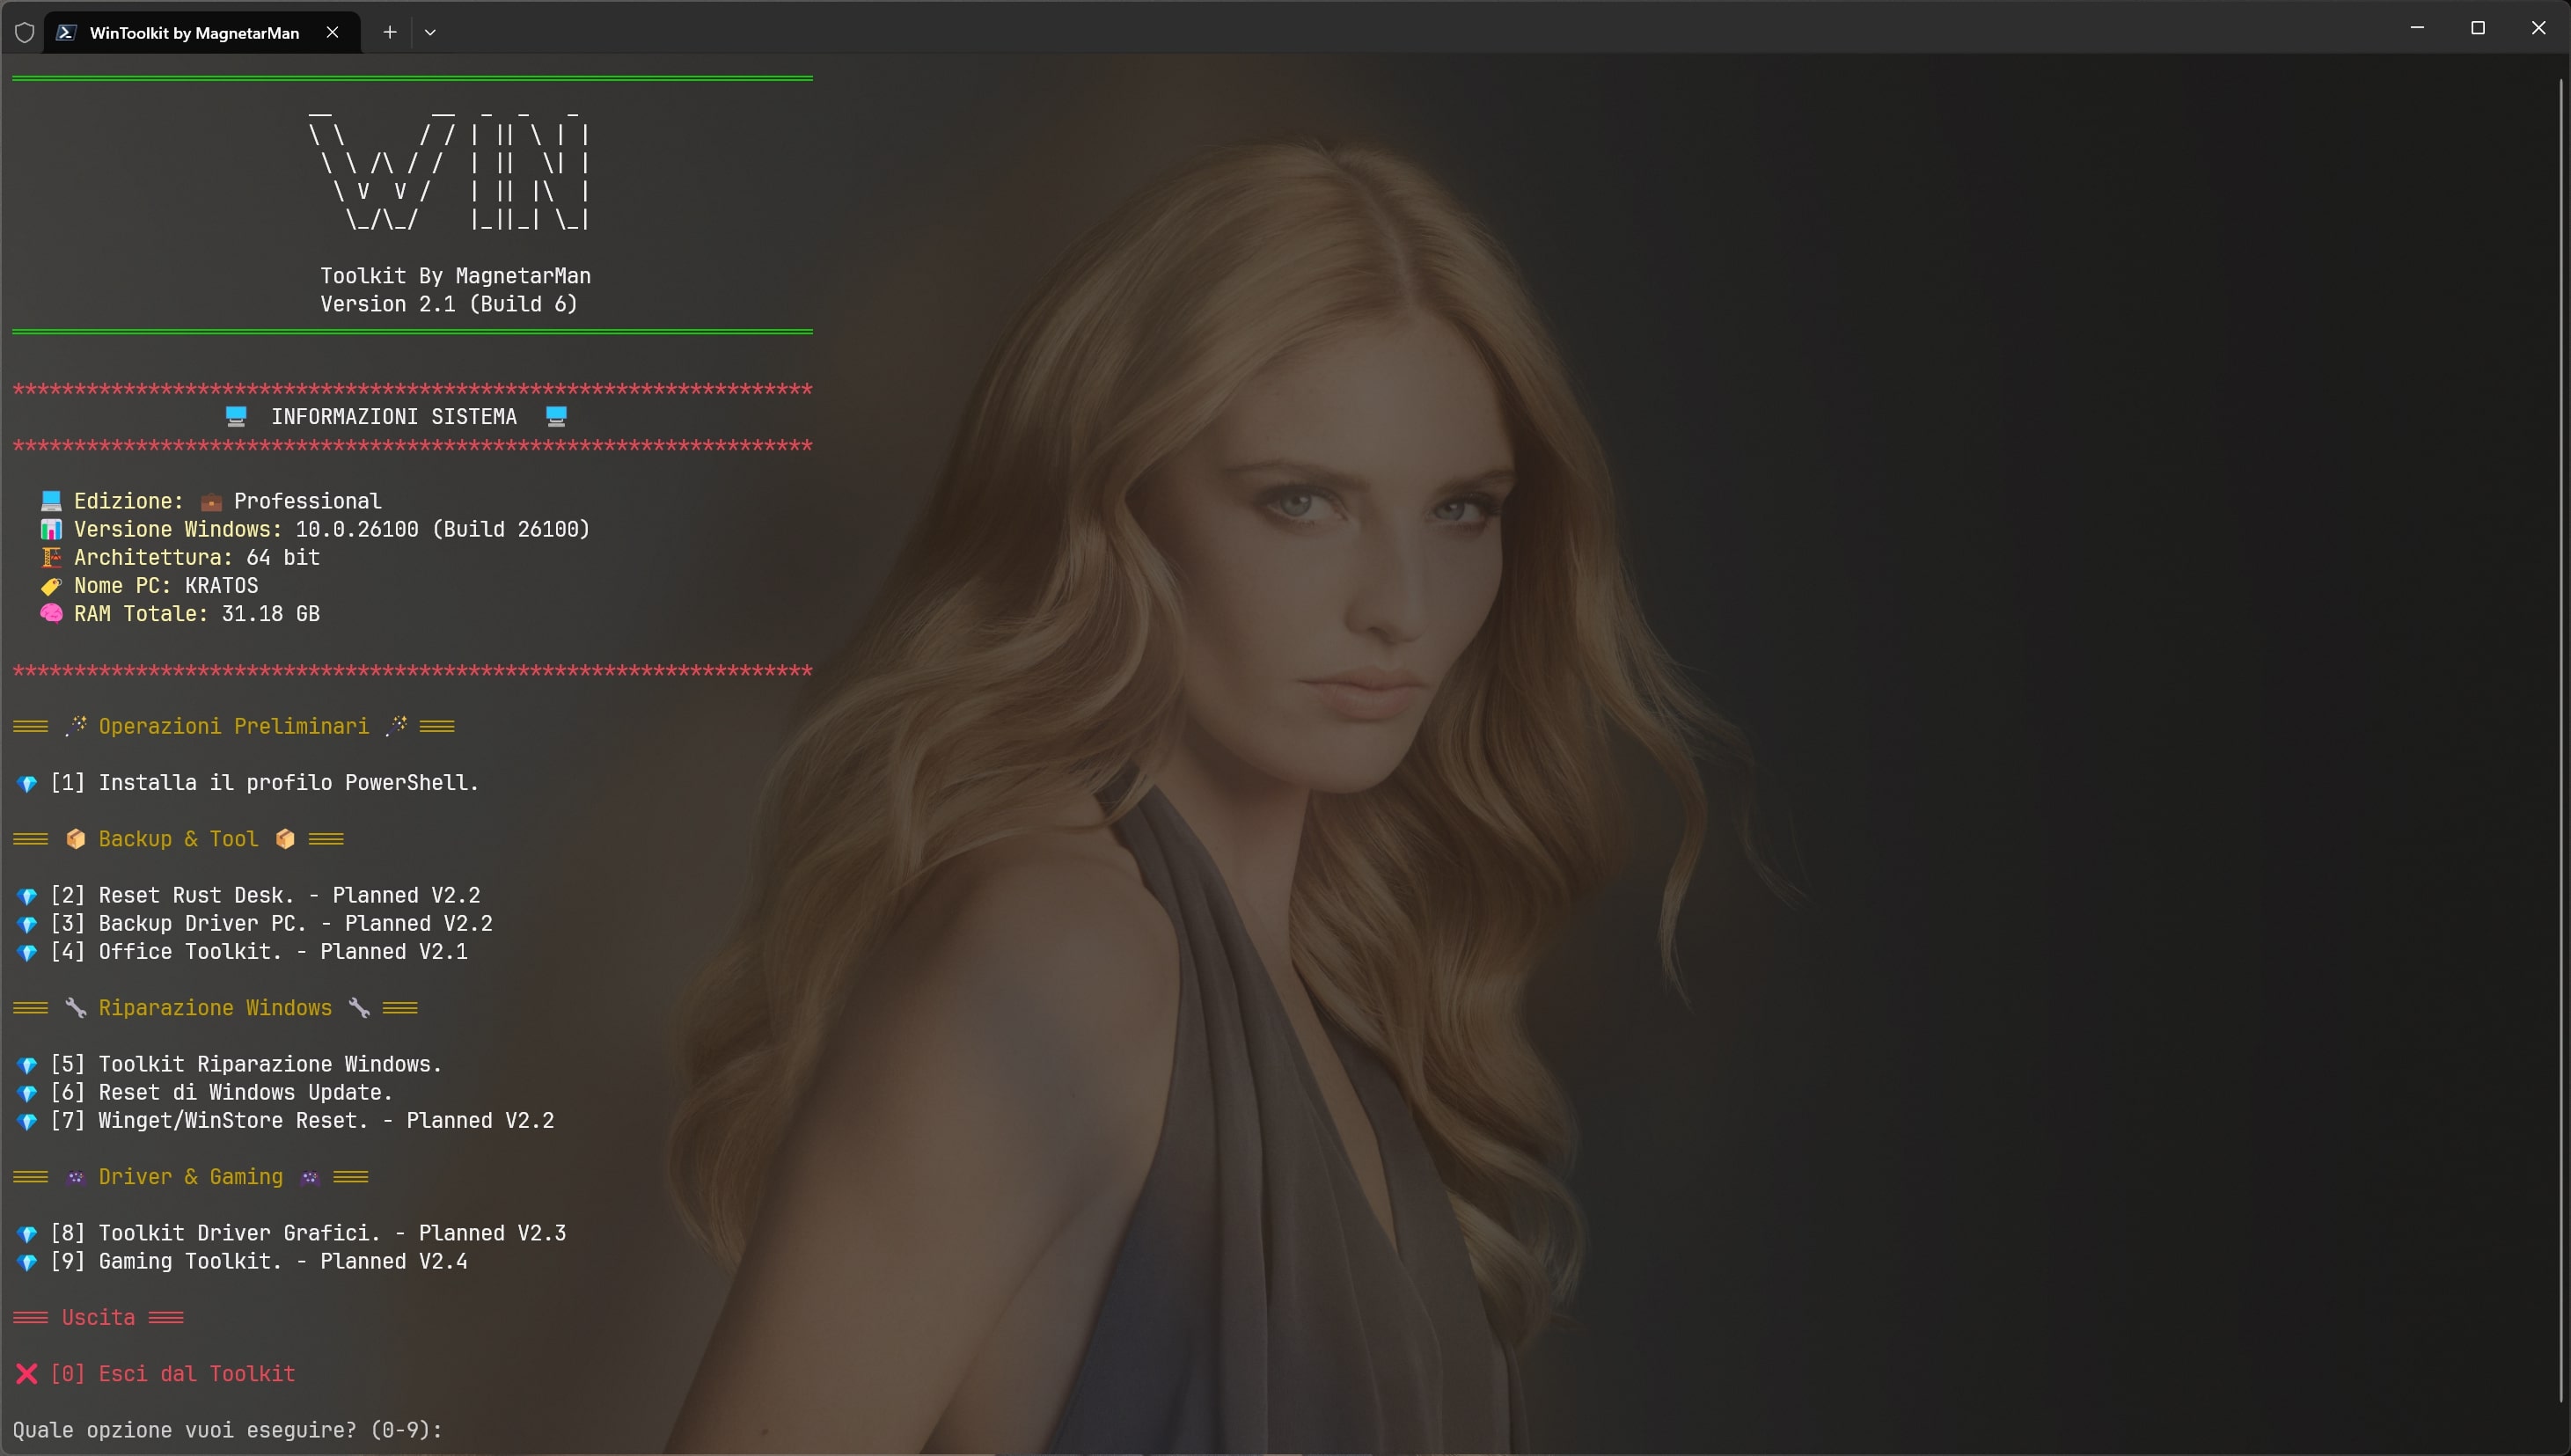 WinToolkit by MagnetarMan
WIN
Toolkit By MagnetarMan
Version 2.1 (Build 6)
*****************************************************************
INFORMAZIONI SISTEMA
*****************************************************************
Edizione: Professional
Versione Windows: 10.0.26100 (Build 26100)
Architettura: 64 bit
Nome PC: KRATOS
RAM Totale: 31.18 GB
*****************************************************************
=== Operazioni Preliminari ===
[1] Installa il profilo PowerShell.
=== Backup & Tool ===
[2] Reset Rust Desk. - Planned V2.2
[3] Backup Driver PC. - Planned V2.2
[4] Office Toolkit. - Planned V2.1
=== Riparazione Windows ===
[5] Toolkit Riparazione Windows.
[6] Reset di Windows Update.
[7] Winget/WinStore Reset. - Planned V2.2
=== Driver & Gaming ===
[8] Toolkit Driver Grafici. - Planned V2.3
[9] Gaming Toolkit. - Planned V2.4
=== Uscita ===
[0] Esci dal Toolkit
Quale opzione vuoi eseguire? (0-9):